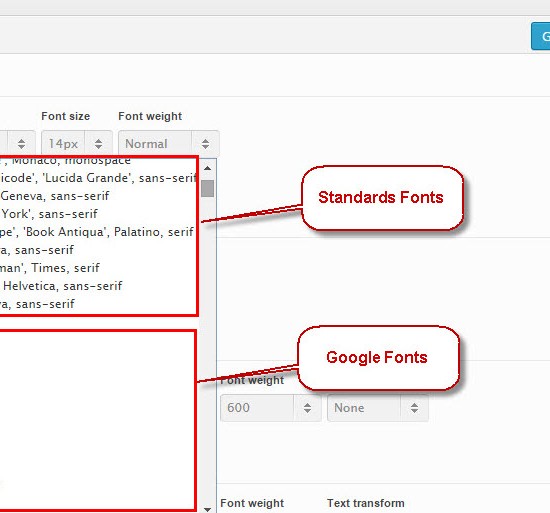 G
Font size Font weight
14px Normal
', Monaco, monospace
icode', 'Lucida Grande', sans-serif
Geneva, sans-serif
York', sans-serif
pe', 'Book Antiqua', Palatino, serif
a, sans-serif
man', Times, serif
Helvetica, sans-serif
va, sans-serif
Standards Fonts
Google Fonts
Font weight
600 None
Font weight Text transform